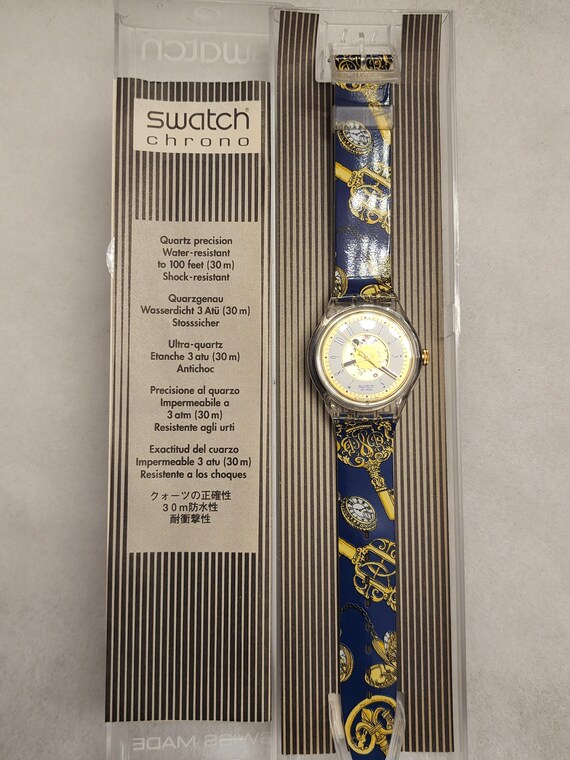 swatch
swatch
chrono
Quartz precision
Water-resistant
to 100 feet (30 m)
Shock-resistant
Quarzgenau
Wasserdicht 3 Atü (30 m)
Stosssicher
Ultra-quartz
Etanche 3 atu (30 m)
Antichoc
Precisione al quarzo
Impermeabile a
3 atm (30 m)
Resistente agli urti
Exactitud del cuarzo
Impermeable 3 atu (30 m)
Resistente a los choques
クォーツの正確性
30m防水性
耐衝撃性
SWISS MADE